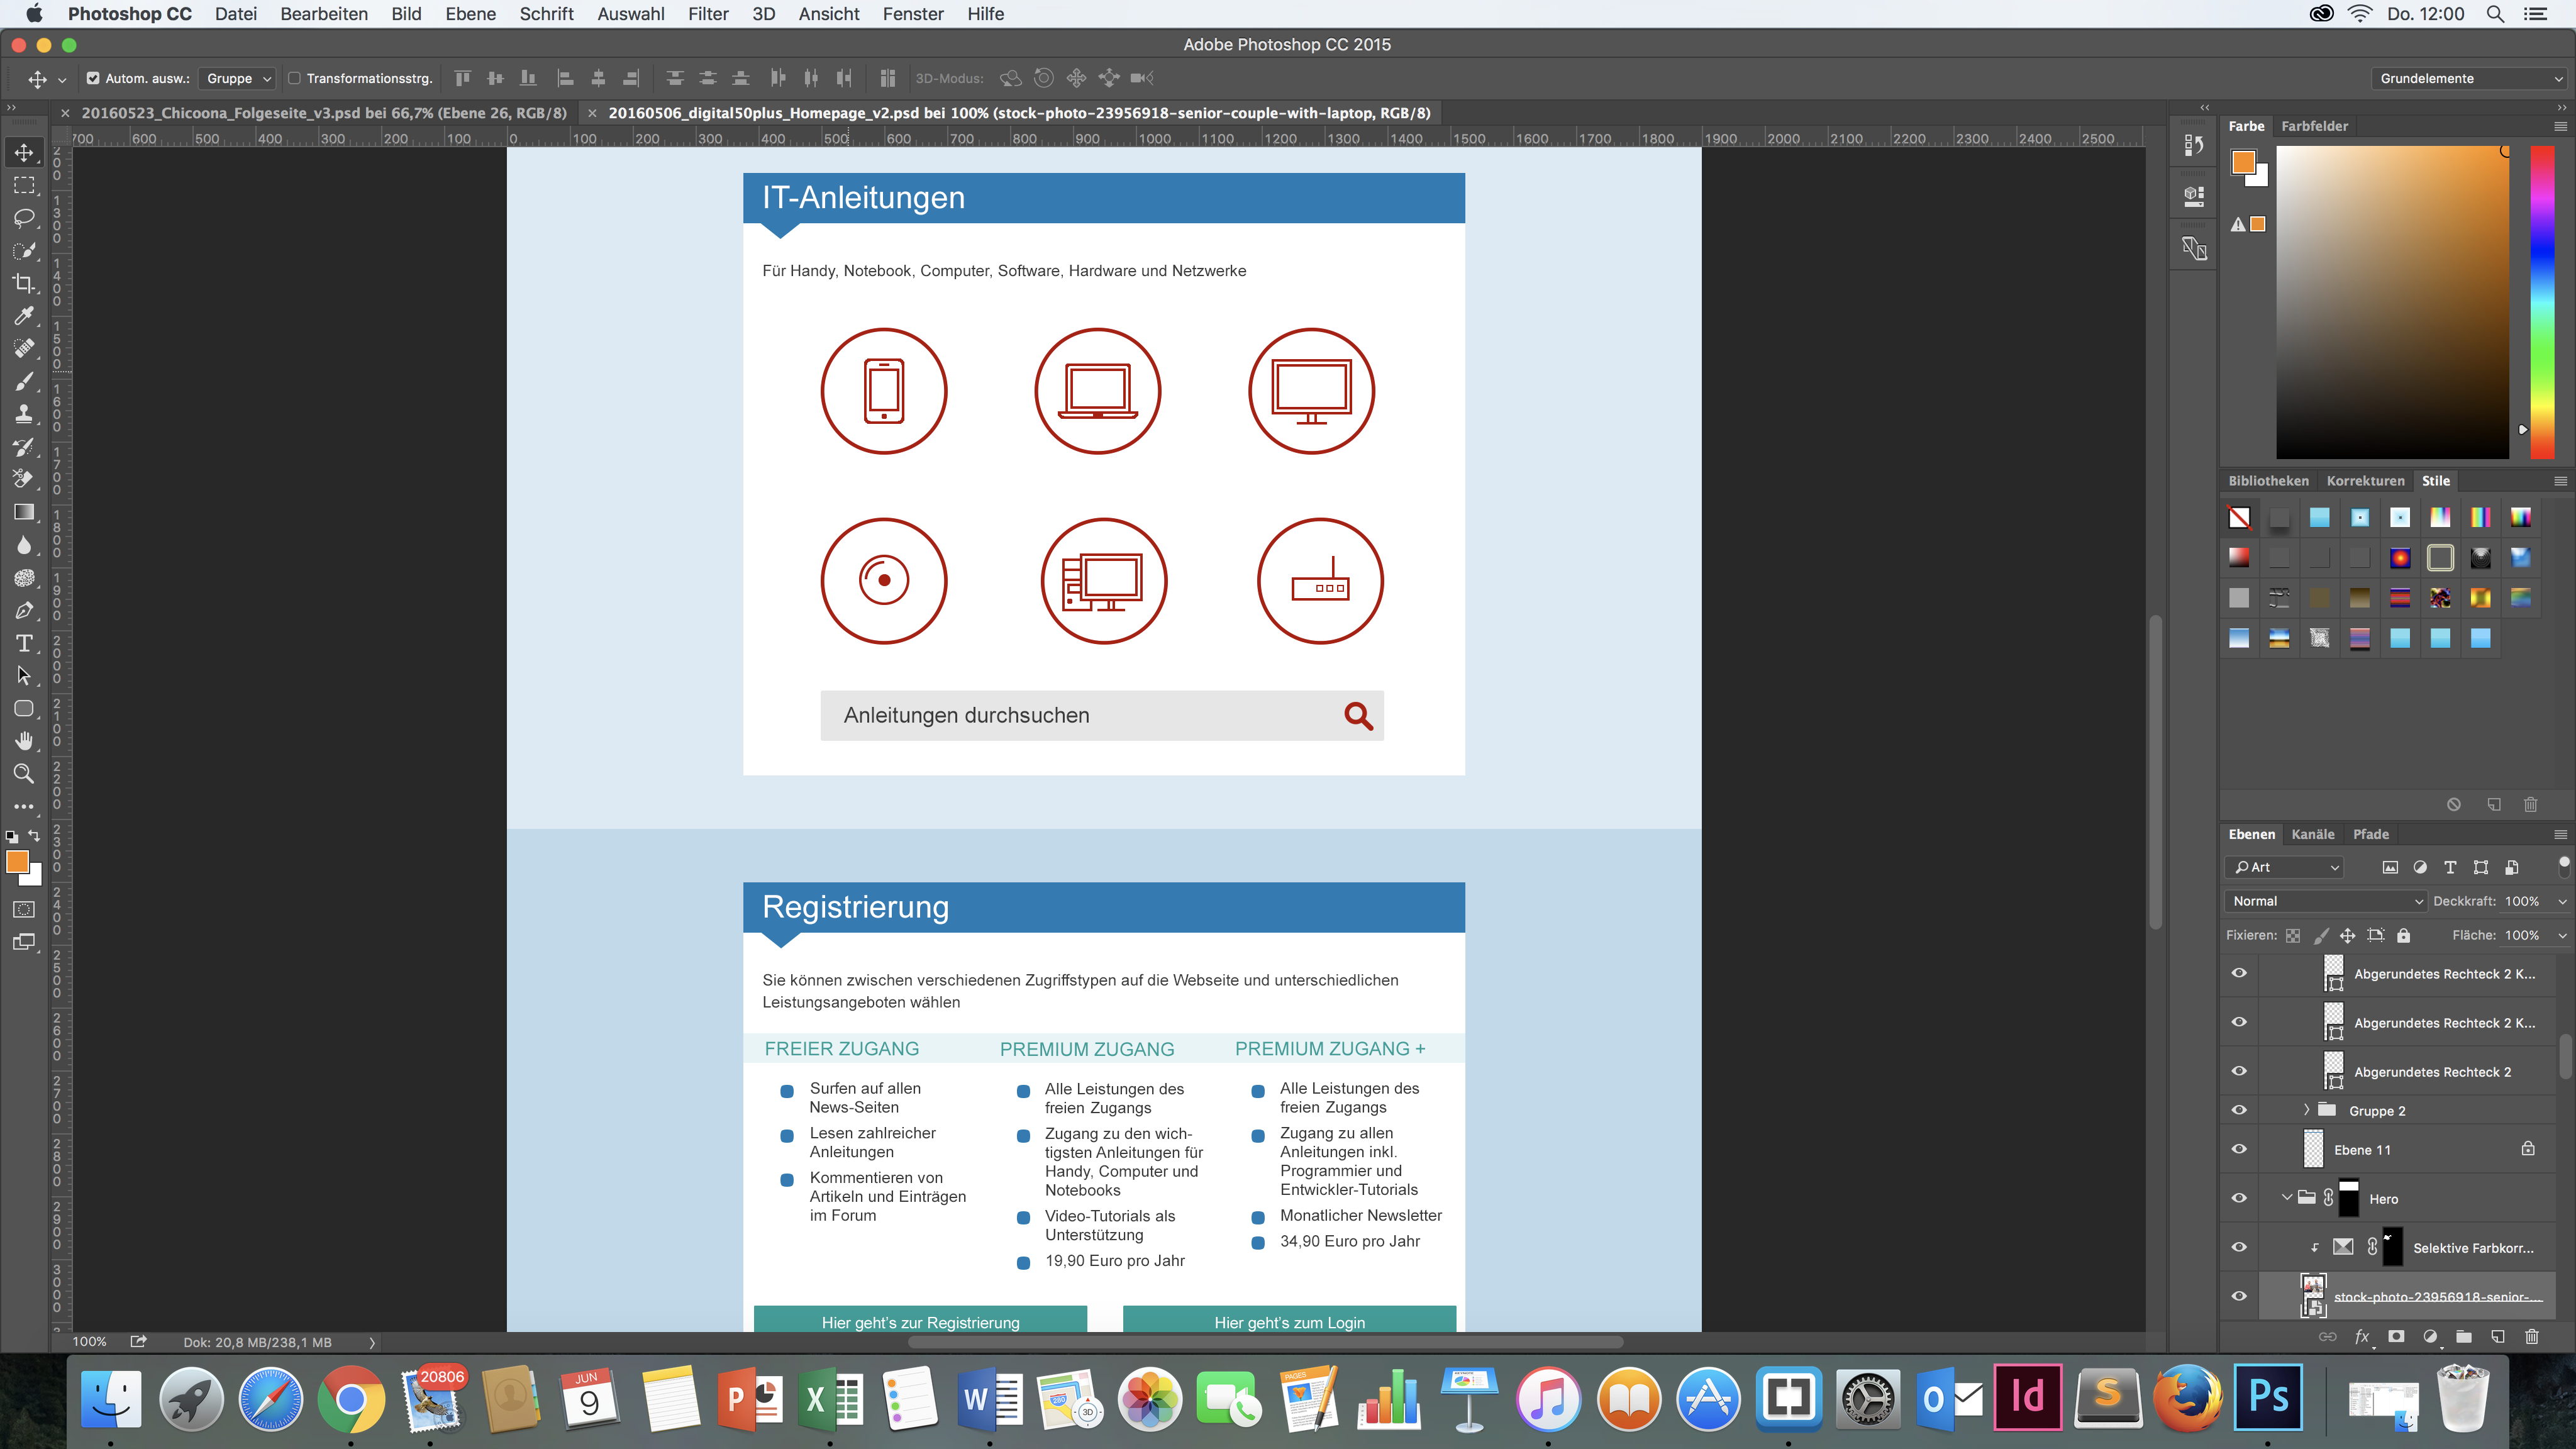 Photoshop CC Datei Bearbeiten Bild Ebene Schrift Auswahl Filter 3D Ansicht Fenster Hilfe Do. 12:00
Adobe Photoshop CC 2015
Autom. ausw.: Gruppe Transformationsstrg. 3D-Modus: Grundelemente
20160523_Chicoona_Folgeseite_v3.psd bei 66,7% (Ebene 26, RGB/8) 20160506_digital50plus_Homepage_v2.psd bei 100% (stock-photo-23956918-senior-couple-with-laptop, RGB/8)
700 600 500 400 300 200 100 0 100 200 300 400 500 600 700 800 900 1000 1100 1200 1300 1400 1500 1600 1700 1800 1900 2000 2100 2200 2300 2400 2500
Farbe Farbfelder
IT-Anleitungen
Für Handy, Notebook, Computer, Software, Hardware und Netzwerke
Anleitungen durchsuchen
Bibliotheken Korrekturen Stile
Registrierung
Sie können zwischen verschiedenen Zugriffstypen auf die Webseite und unterschiedlichen
Leistungsangeboten wählen
FREIER ZUGANG
Surfen auf allen
News-Seiten
Lesen zahlreicher
Anleitungen
Kommentieren von
Artikeln und Einträgen
im Forum
PREMIUM ZUGANG
Alle Leistungen des
freien Zugangs
Zugang zu den wich-
tigsten Anleitungen für
Handy, Computer und
Notebooks
Video-Tutorials als
Unterstützung
19,90 Euro pro Jahr
PREMIUM ZUGANG +
Alle Leistungen des
freien Zugangs
Zugang zu allen
Anleitungen inkl.
Programmier und
Entwickler-Tutorials
Monatlicher Newsletter
34,90 Euro pro Jahr
Hier geht's zur Registrierung
Hier geht's zum Login
Ebenen Kanäle Pfade
Art
Normal Deckkraft: 100%
Fixieren: Fläche: 100%
Abgerundetes Rechteck 2 K...
Abgerundetes Rechteck 2 K...
Abgerundetes Rechteck 2
Gruppe 2
Ebene 11
Hero
Selektive Farbkorr...
stock-photo-23956918-senior-...
fx
100% Dok: 20,8 MB/238,1 MB
20806
JUN
9
P
X
W
280
3D
PAGES
O
Id
S
Ps